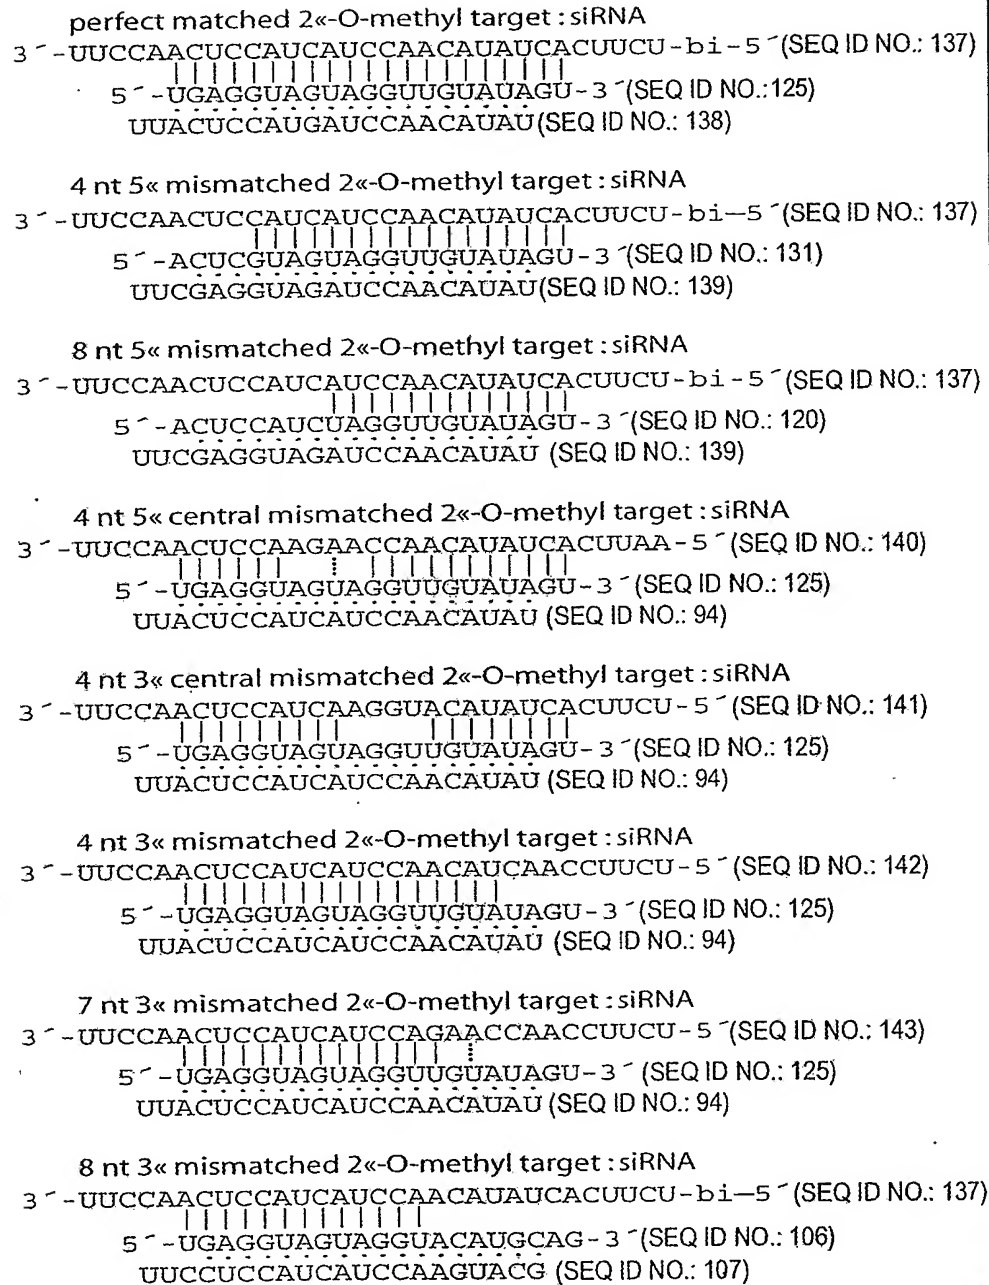 perfect matched 2«-O-methyl target : siRNA
3´-UUCCAACUCCAUCAUCCAACAUAUCACUUCU-bi-5´(SEQ ID NO.: 137)
5´-UGAGGUAGUAGGUUGUAUAGU-3´(SEQ ID NO.:125)
UUACUCCAUGAUCCAACAUAU(SEQ ID NO.: 138)
4 nt 5« mismatched 2«-O-methyl target : siRNA
3´-UUCCAACUCCAUCAUCCAACAUAUCACUUCU-bi—5´(SEQ ID NO.: 137)
5´-ACUCGUAGUAGGUUGUAUAGU-3´(SEQ ID NO.: 131)
UUCGAGGUAGAUCCAACAUAU(SEQ ID NO.: 139)
8 nt 5« mismatched 2«-O-methyl target : siRNA
3´-UUCCAACUCCAUCAUCCAACAUAUCACUUCU-bi-5´(SEQ ID NO.: 137)
5´-ACUCCAUCUAGGUUGUAUAGU-3´(SEQ ID NO.: 120)
UUCGAGGUAGAUCCAACAUAU (SEQ ID NO.: 139)
4 nt 5« central mismatched 2«-O-methyl target : siRNA
3´-UUCCAACUCCAAGAACCAACAUAUCACUUAA-5´(SEQ ID NO.: 140)
5´-UGAGGUAGUAGGUUGUAUAGU-3´(SEQ ID NO.: 125)
UUACUCCAUCAUCCAACAUAU (SEQ ID NO.: 94)
4 nt 3« central mismatched 2«-O-methyl target : siRNA
3´-UUCCAACUCCAUCAAGGUACAUAUCACUUCU-5´(SEQ ID NO.: 141)
5´-UGAGGUAGUAGGUUGUAUAGU-3´(SEQ ID NO.: 125)
UUACUCCAUCAUCCAACAUAU (SEQ ID NO.: 94)
4 nt 3« mismatched 2«-O-methyl target : siRNA
3´-UUCCAACUCCAUCAUCCAACAUCAACCUUCU-5´(SEQ ID NO.: 142)
5´-UGAGGUAGUAGGUUGUAUAGU-3´(SEQ ID NO.: 125)
UUACUCCAUCAUCCAACAUAU (SEQ ID NO.: 94)
7 nt 3« mismatched 2«-O-methyl target : siRNA
3´-UUCCAACUCCAUCAUCCAGAACCAACCUUCU-5´(SEQ ID NO.: 143)
5´-UGAGGUAGUAGGUUGUAUAGU-3´(SEQ ID NO.: 125)
UUACUCCAUCAUCCAACAUAU (SEQ ID NO.: 94)
8 nt 3« mismatched 2«-O-methyl target : siRNA
3´-UUCCAACUCCAUCAUCCAACAUAUCACUUCU-bi—5´(SEQ ID NO.: 137)
5´-UGAGGUAGUAGGUACAUGCAG-3´(SEQ ID NO.: 106)
UUCCUCCAUCAUCCAAGUACG (SEQ ID NO.: 107)